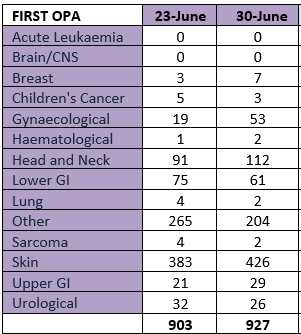 FIRST OPA 23-June 30-June
Acute Leukaemia 0 0
Brain/CNS 0 0
Breast 3 7
Children's Cancer 5 3
Gynaecological 19 53
Haematological 1 2
Head and Neck 91 112
Lower GI 75 61
Lung 4 2
Other 265 204
Sarcoma 4 2
Skin 383 426
Upper GI 21 29
Urological 32 26
903 927